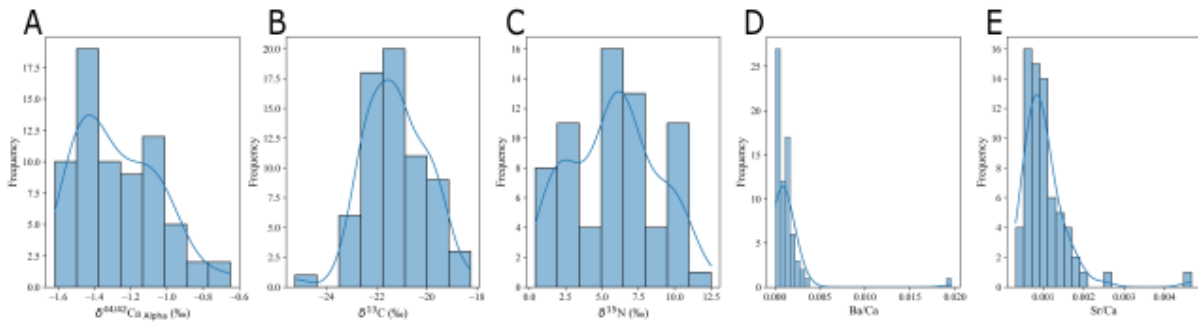 A B C D E
Frequency
17.5
15.0
12.5
10.0
7.5
5.0
2.5
0.0
−1.6 −1.4 −1.2 −1.0 −0.8 −0.6
δ⁴⁴/⁴²Ca Alpha (‰)
Frequency
20.0
17.5
15.0
12.5
10.0
7.5
5.0
2.5
0.0
−24 −22 −20 −18
δ¹³C (‰)
Frequency
16
14
12
10
8
6
4
2
0
0.0 2.5 5.0 7.5 10.0 12.5
δ¹⁵N (‰)
Frequency
25
20
15
10
5
0
0.000 0.005 0.010 0.015 0.020
Ba/Ca
Frequency
16
14
12
10
8
6
4
2
0
0.001 0.002 0.003 0.004
Sr/Ca